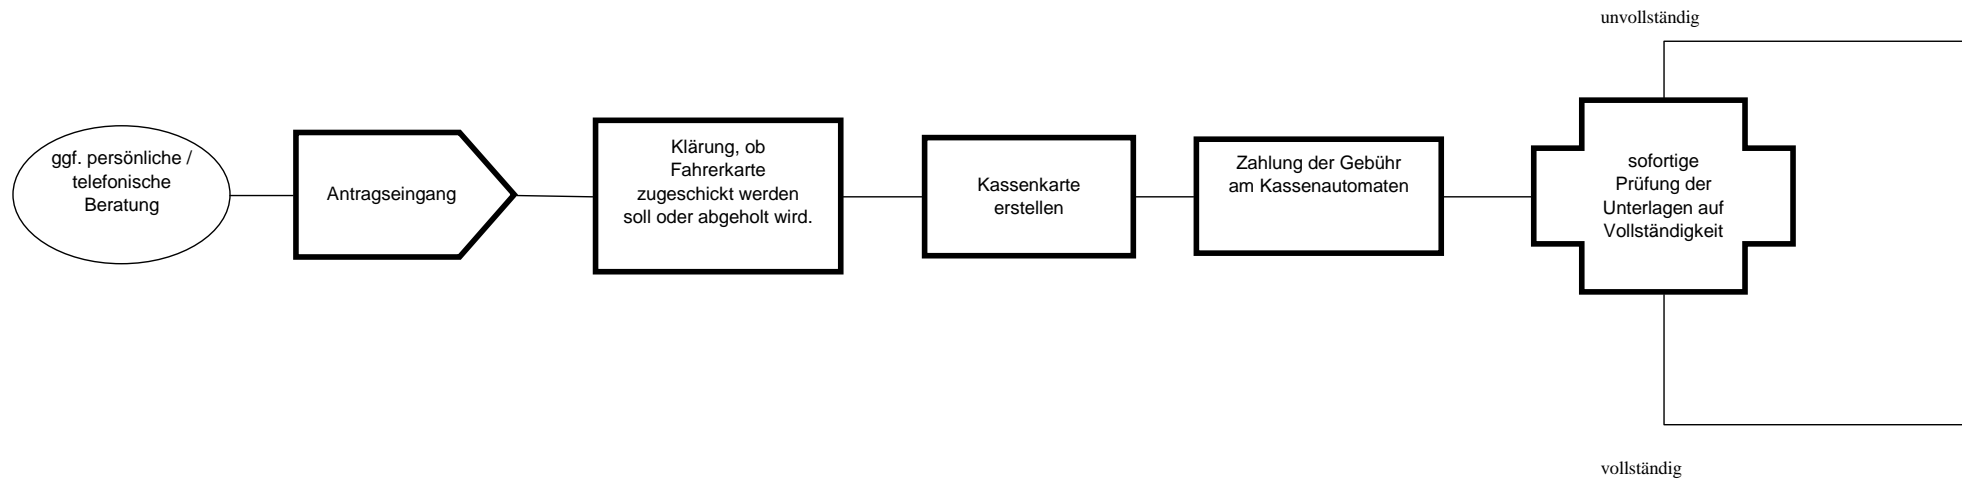 unvollständig
ggf. persönliche /
telefonische
Beratung
Antragseingang
Klärung, ob
Fahrerkarte
zugeschickt werden
soll oder abgeholt wird.
Kassenkarte
erstellen
Zahlung der Gebühr
am Kassenautomaten
sofortige
Prüfung der
Unterlagen auf
Vollständigkeit
vollständig